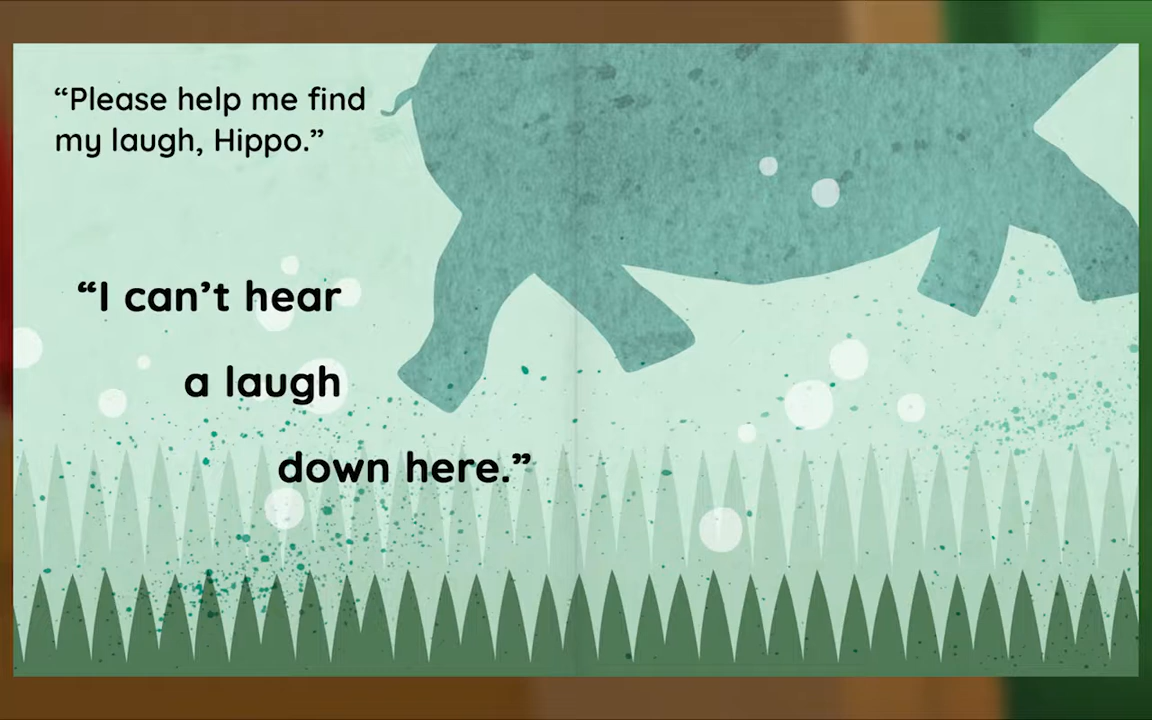 “Please help me find
my laugh, Hippo.”
“I can’t hear
a laugh
down here.”